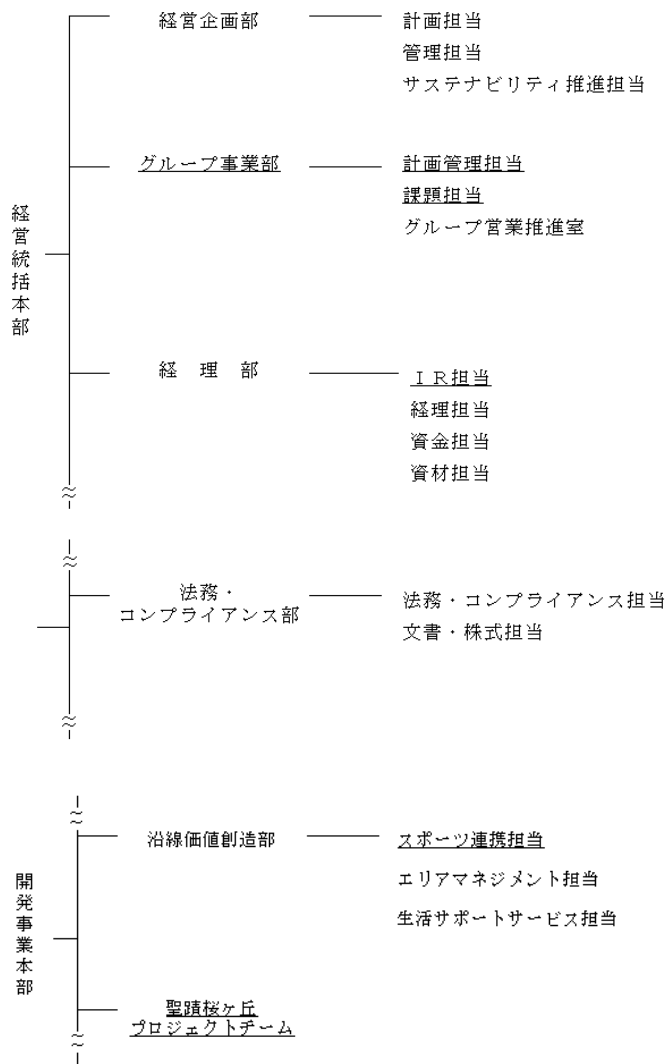 経営統括本部
経営企画部
計画担当
管理担当
サステナビリティ推進担当
グループ事業部
計画管理担当
課題担当
グループ営業推進室
経　理　部
ＩＲ担当
経理担当
資金担当
資材担当
法務・
コンプライアンス部
法務・コンプライアンス担当
文書・株式担当
開発事業本部
沿線価値創造部
スポーツ連携担当
エリアマネジメント担当
生活サポートサービス担当
聖蹟桜ヶ丘
プロジェクトチーム